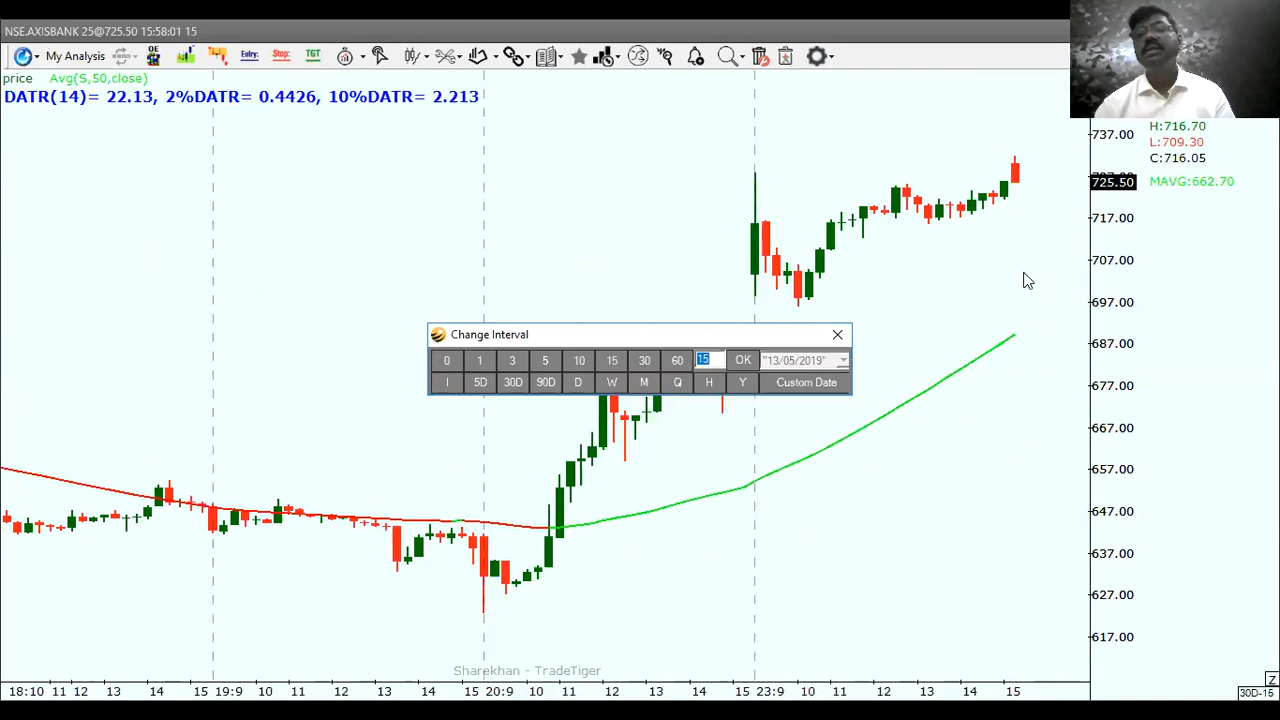 NSE.AXISBANK 25@725.50 15:58:01 15
My Analysis OE Entry: Stop: TGT
price Avg(S,50,close)
DATR(14)= 22.13, 2%DATR= 0.4426, 10%DATR= 2.213
H:716.70
L:709.30
C:716.05
MAVG:662.70
737.00
725.50
717.00
707.00
697.00
687.00
677.00
667.00
657.00
647.00
637.00
627.00
617.00
Change Interval
0 1 3 5 10 15 30 60 15 OK "13/05/2019"
I 5D 30D 90D D W M Q H Y Custom Date
Sharekhan - TradeTiger
18:10 11 12 13 14 15 19:9 10 11 12 13 14 15 20:9 10 11 12 13 14 15 23:9 10 11 12 13 14 15
Z
30D-15